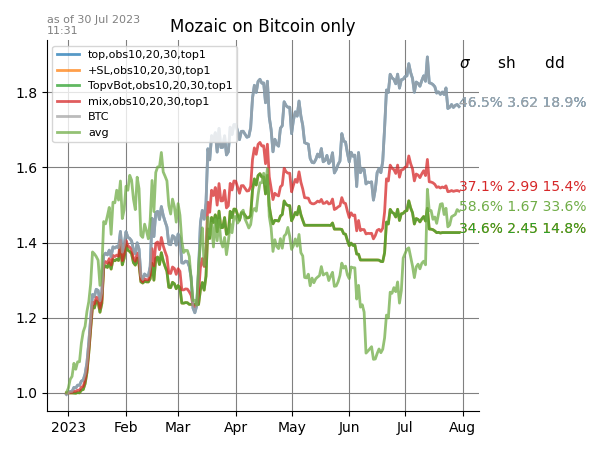 as of 30 Jul 2023
11:31
Mozaic on Bitcoin only
top,obs10,20,30,top1
+SL,obs10,20,30,top1
TopvBot,obs10,20,30,top1
mix,obs10,20,30,top1
BTC
avg
σ sh dd
46.5% 3.62 18.9%
37.1% 2.99 15.4%
58.6% 1.67 33.6%
34.6% 2.45 14.8%
1.8
1.6
1.4
1.2
1.0
2023 Feb Mar Apr May Jun Jul Aug